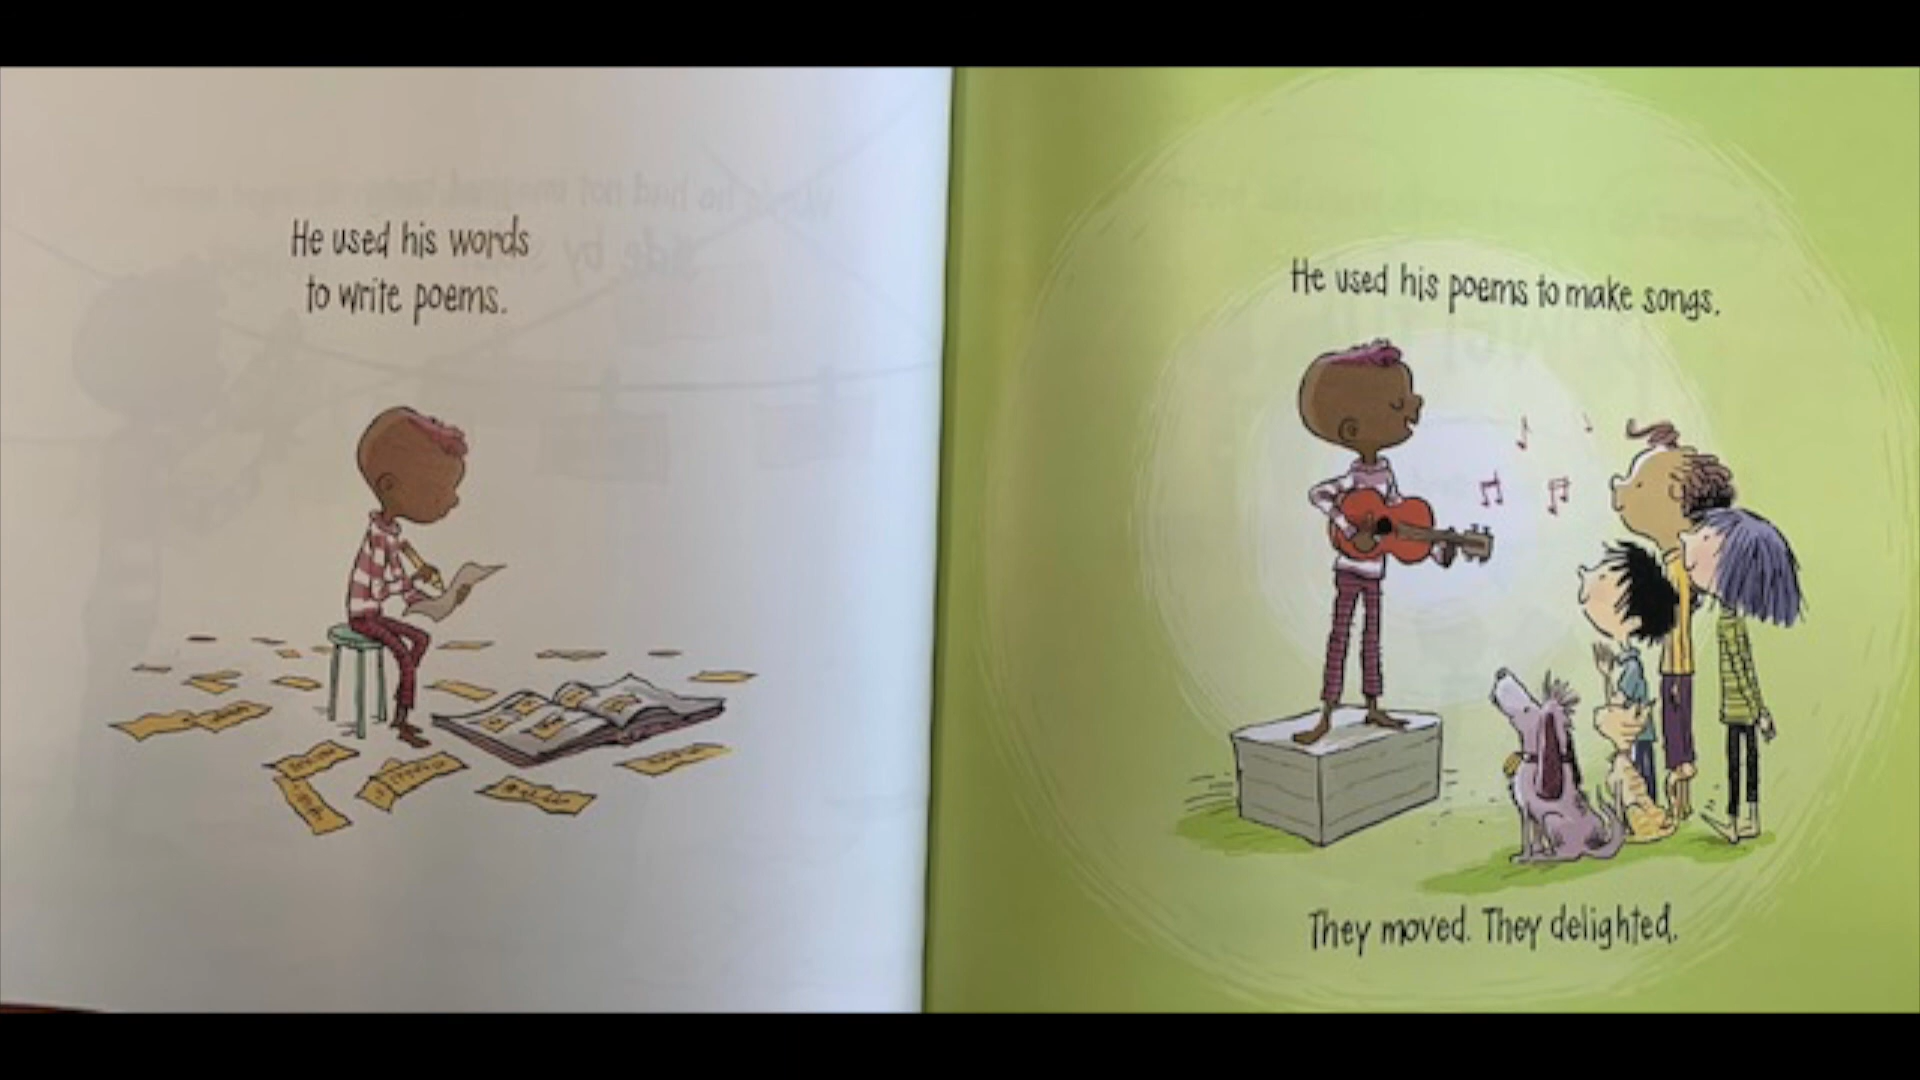 He used his words
to write poems.
He used his poems to make songs.
They moved. They delighted.